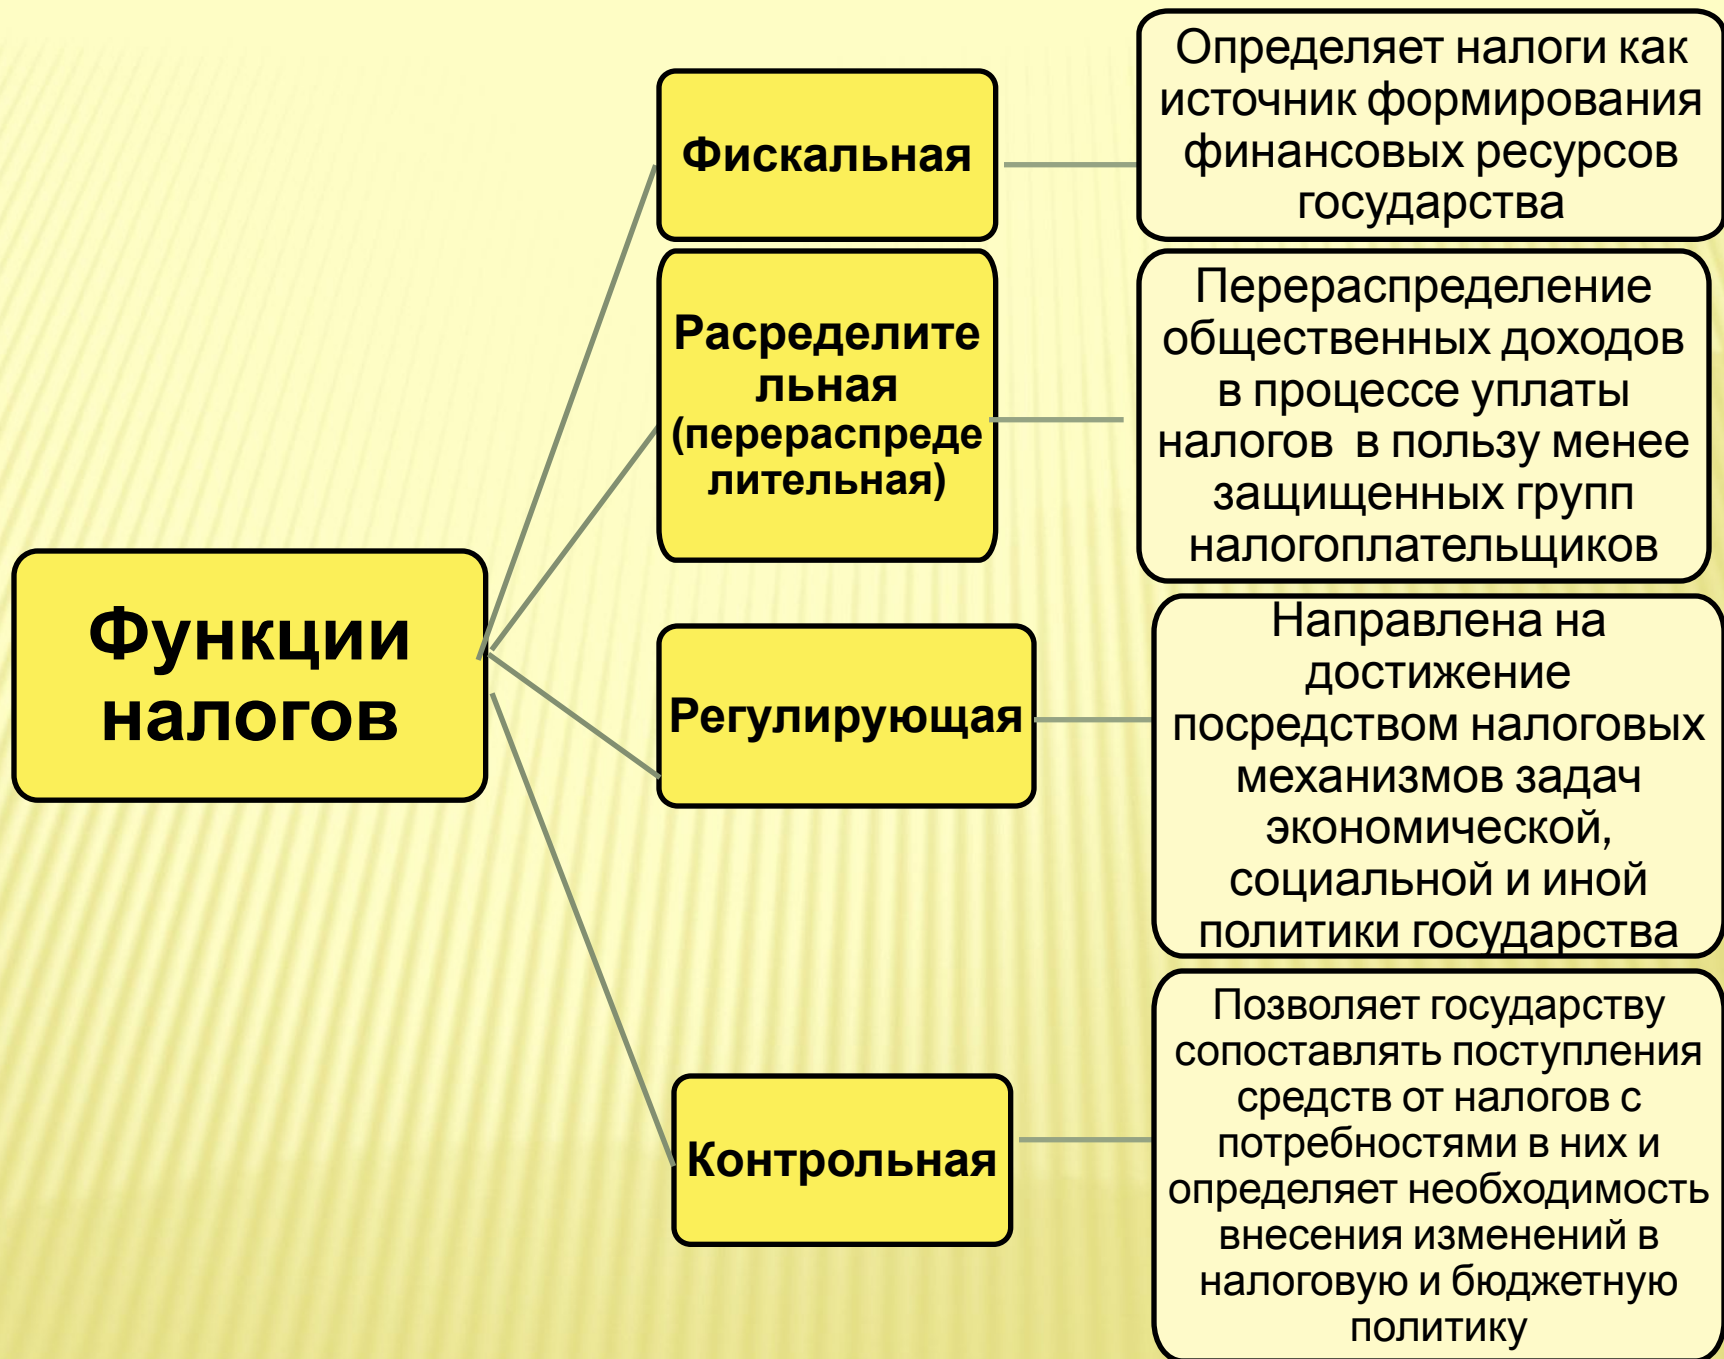 Функции
налогов
Фискальная
Определяет налоги как
источник формирования
финансовых ресурсов
государства
Расределите
льная
(перераспреде
лительная)
Перераспределение
общественных доходов
в процессе уплаты
налогов в пользу менее
защищенных групп
налогоплательщиков
Регулирующая
Направлена на
достижение
посредством налоговых
механизмов задач
экономической,
социальной и иной
политики государства
Контрольная
Позволяет государству
сопоставлять поступления
средств от налогов с
потребностями в них и
определяет необходимость
внесения изменений в
налоговую и бюджетную
политику